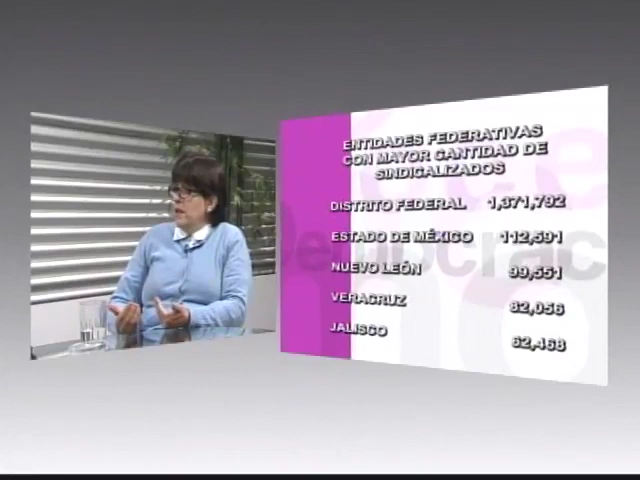 ENTIDADES FEDERATIVAS
CON MAYOR CANTIDAD DE
SINDICALIZADOS
DISTRITO FEDERAL 1,371,792
ESTADO DE MÉXICO 112,591
NUEVO LEÓN 99,551
VERACRUZ 82,056
JALISCO 62,468